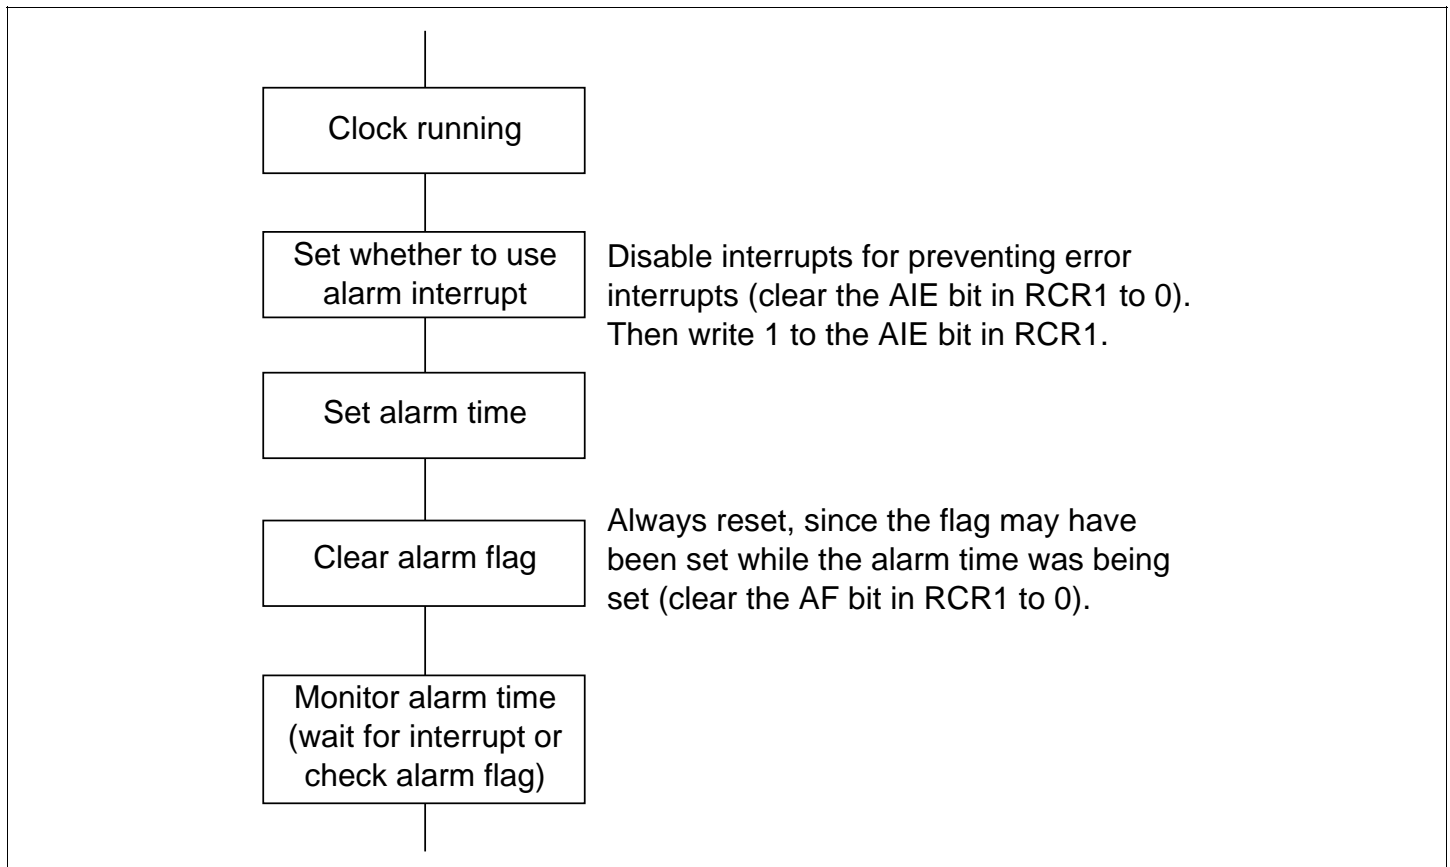 Clock running
Set whether to use
alarm interrupt
Disable interrupts for preventing error
interrupts (clear the AIE bit in RCR1 to 0).
Then write 1 to the AIE bit in RCR1.
Set alarm time
Clear alarm flag
Always reset, since the flag may have
been set while the alarm time was being
set (clear the AF bit in RCR1 to 0).
Monitor alarm time
(wait for interrupt or
check alarm flag)